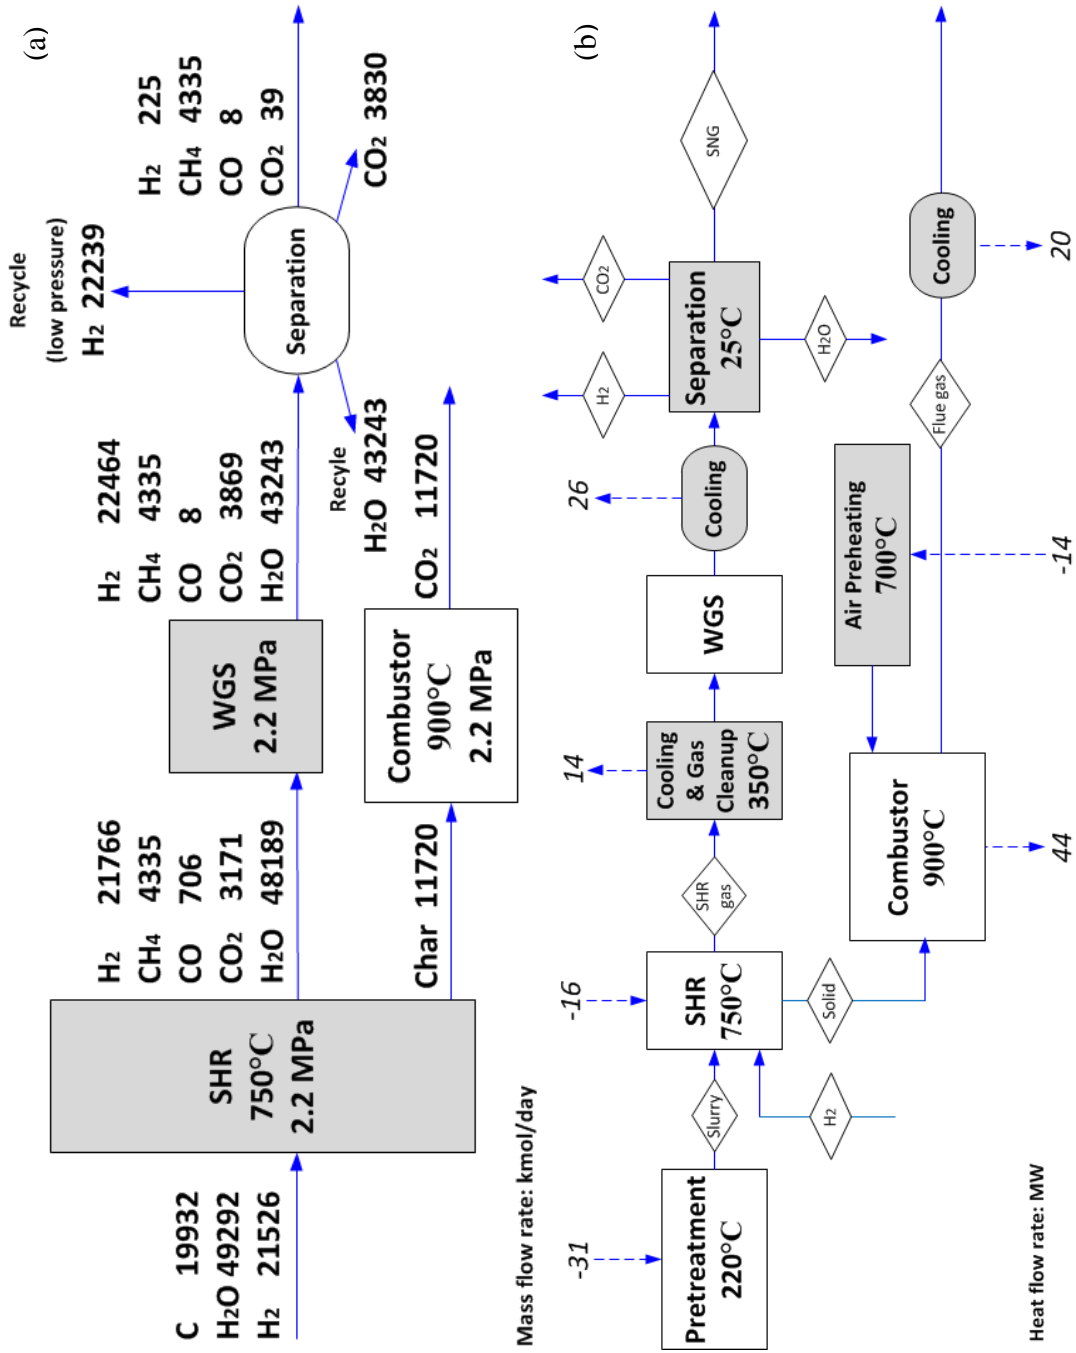 (a)
C 19932
H2O 49292
H2 21526
SHR
750°C
2.2 MPa
H2 21766
CH4 4335
CO 706
CO2 3171
H2O 48189
Char 11720
WGS
2.2 MPa
Combustor
900°C
2.2 MPa
H2 22464
CH4 4335
CO 8
CO2 3869
H2O 43243
CO2 11720
Separation
Recycle
(low pressure)
H2 22239
Recyle
H2O 43243
H2 225
CH4 4335
CO 8
CO2 39
CO2 3830
Mass flow rate: kmol/day
(b)
-31
Pretreatment
220°C
Slurry
H2
-16
SHR
750°C
Solid
SHR
gas
14
Cooling
& Gas
Cleanup
350°C
WGS
26
Cooling
Separation
25°C
H2
CO2
H2O
SNG
Combustor
900°C
44
Air Preheating
700°C
-14
Flue gas
Cooling
20
Heat flow rate: MW